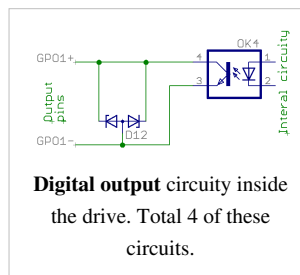 OK4
GPO1+
4
1
3
2
Output
pins
Interal circuity
D12
GPO1-
Digital output circuity inside
the drive. Total 4 of these
circuits.